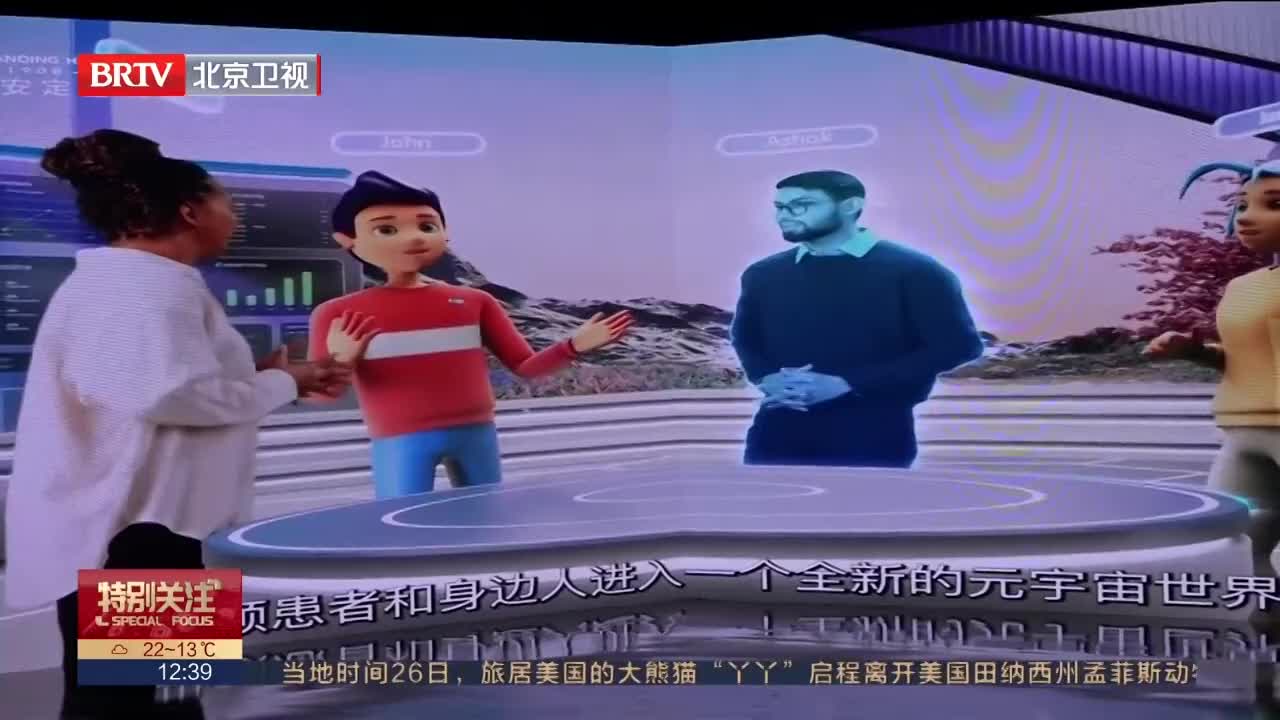 BRTV 北京卫视
1908
安定
John
Ashok
患者和身边人进入一个全新的元宇宙世界
特别关注
SPECIAL FOCUS
22~13℃
12:39
当地时间26日，旅居美国的大熊猫“丫丫”启程离开美国田纳西州孟菲斯动